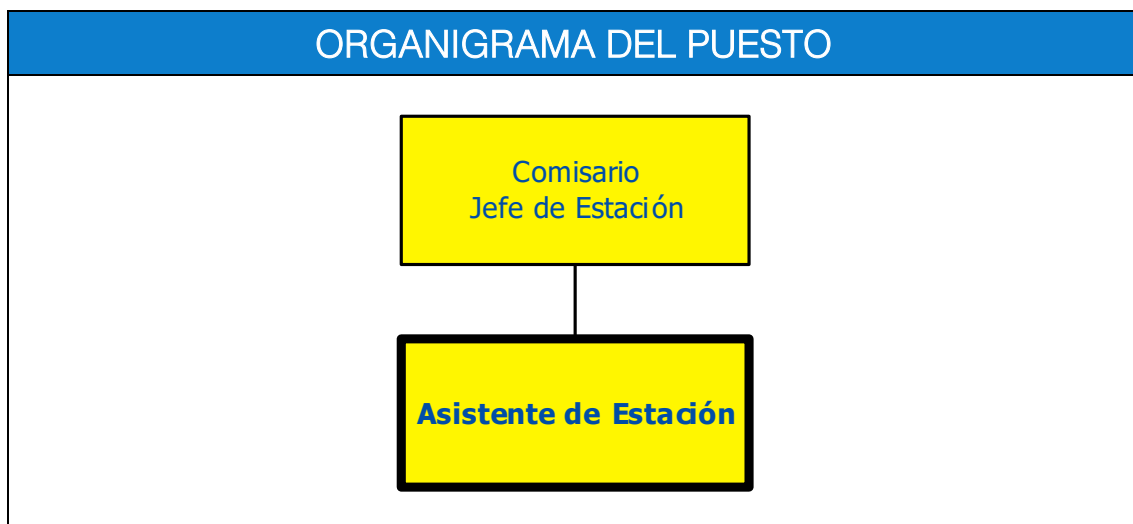 ORGANIGRAMA DEL PUESTO
Comisario
Jefe de Estación
Asistente de Estación